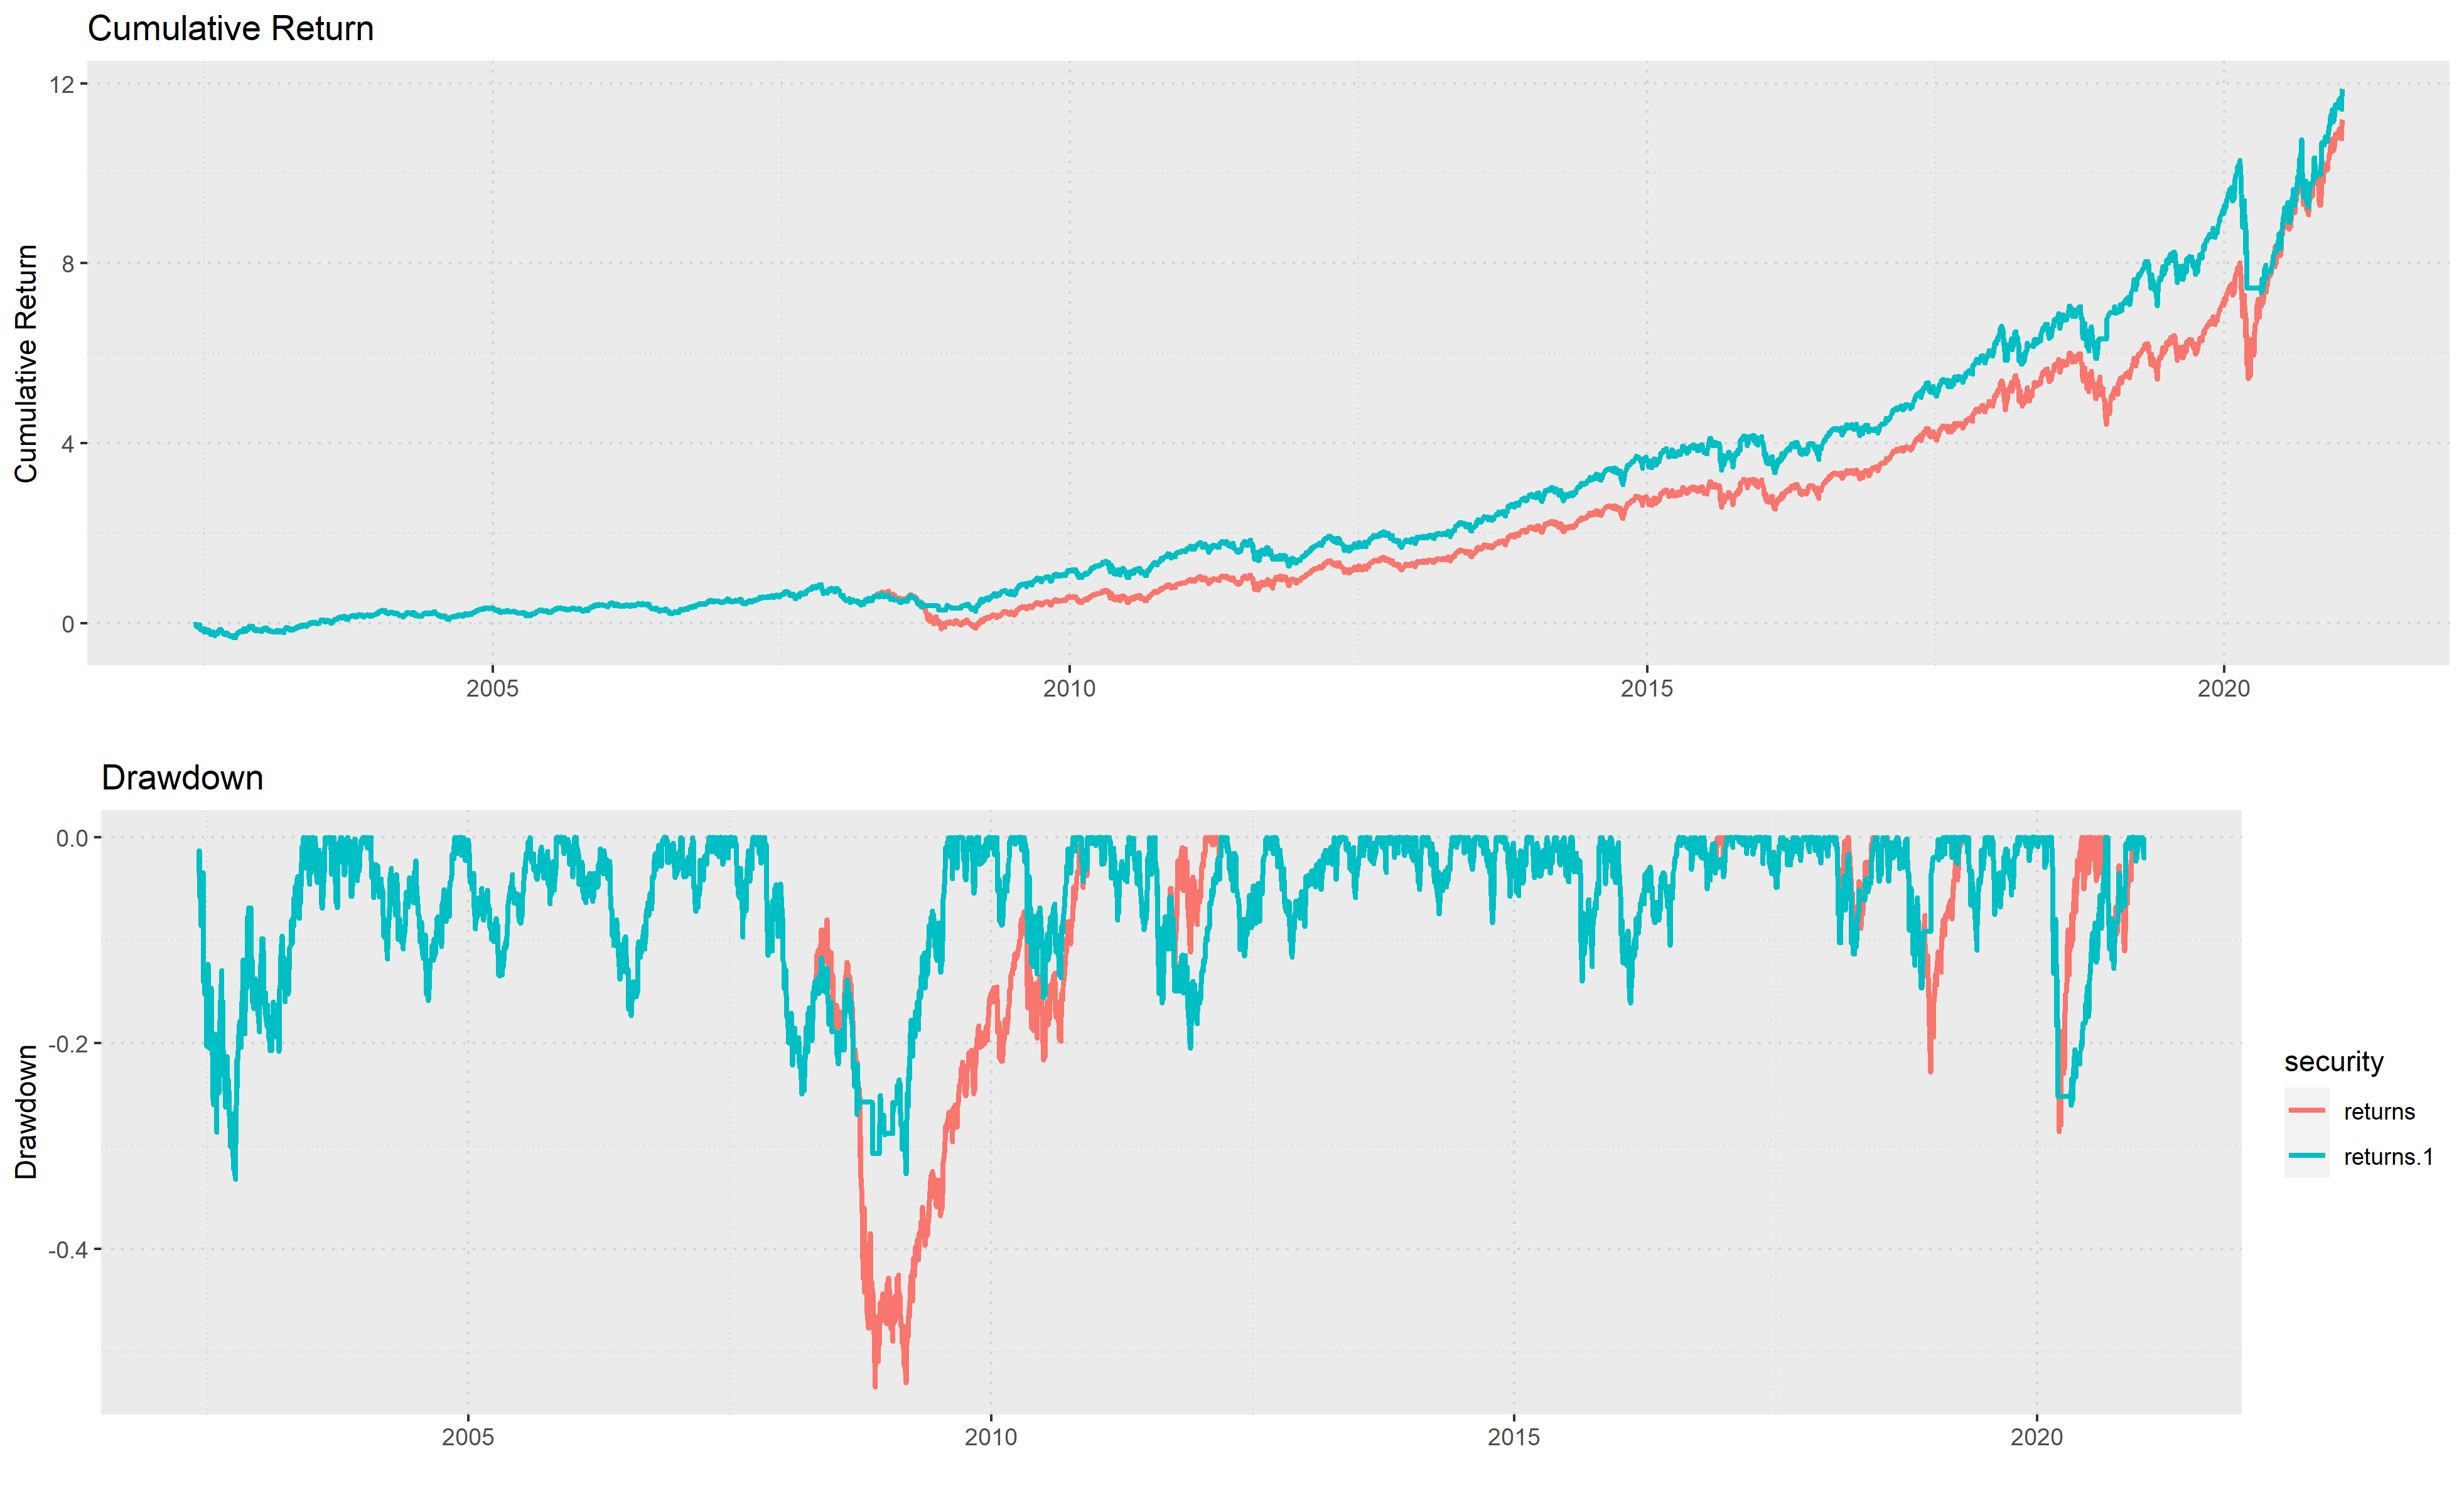 Cumulative Return
Cumulative Return
12
8
4
0
2005 2010 2015 2020
Drawdown
Drawdown
0.0
-0.2
-0.4
2005 2010 2015 2020
security
returns
returns.1